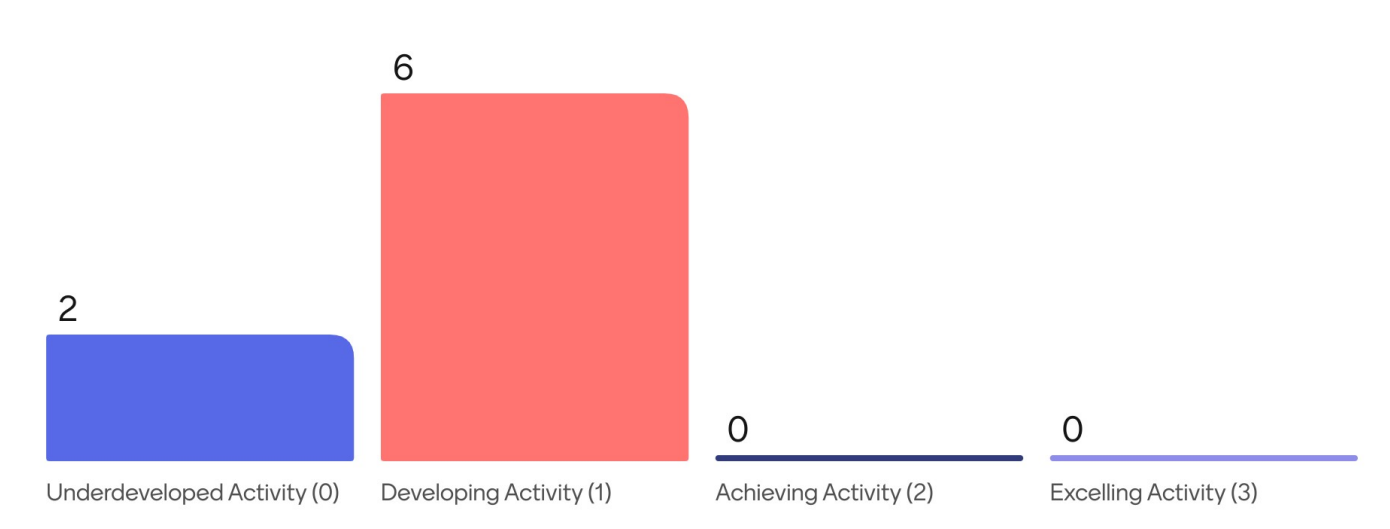 6
2
0
0
Underdeveloped Activity (0)
Developing Activity (1)
Achieving Activity (2)
Excelling Activity (3)